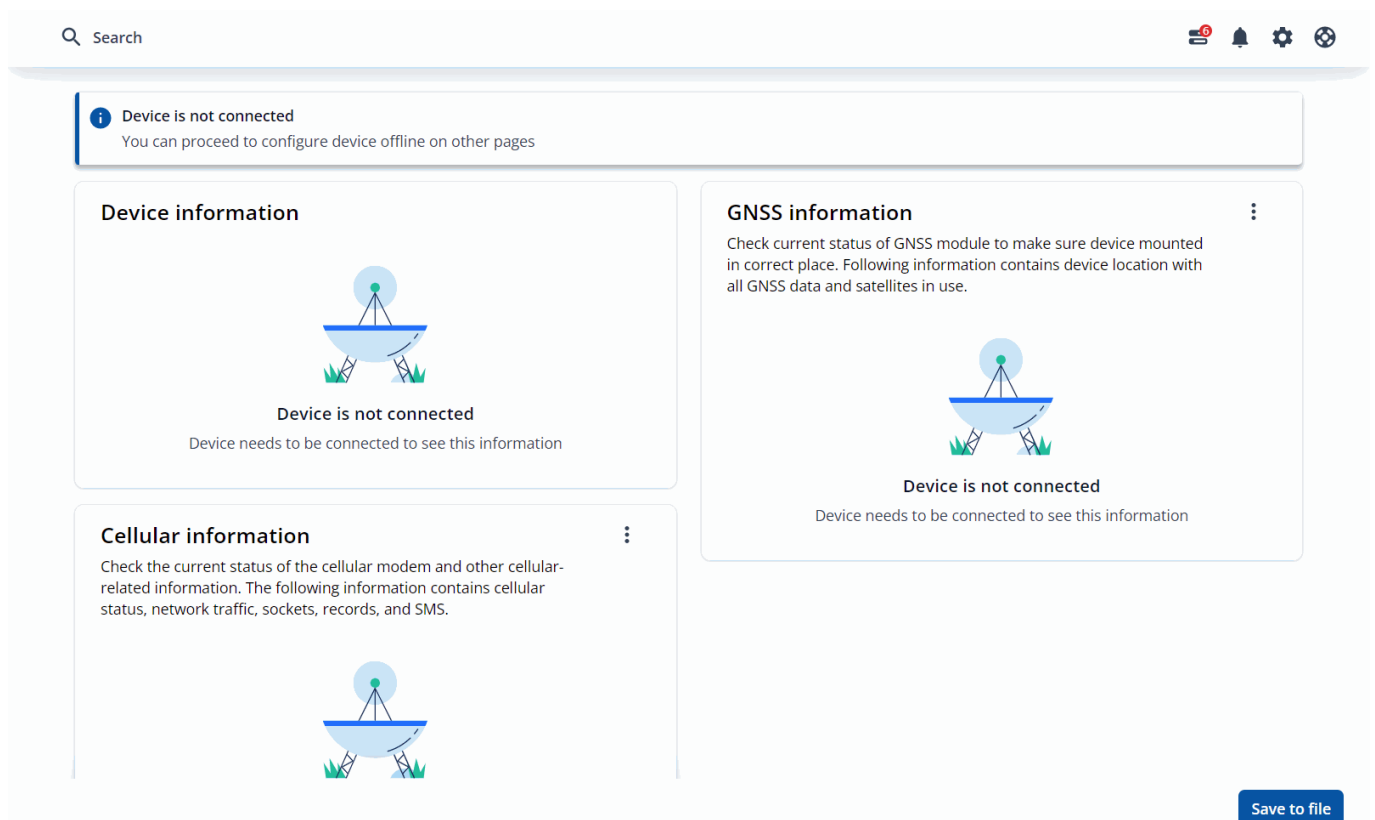 Search
6
Device is not connected
You can proceed to configure device offline on other pages
Device information
Device is not connected
Device needs to be connected to see this information
GNSS information
Check current status of GNSS module to make sure device mounted
in correct place. Following information contains device location with
all GNSS data and satellites in use.
Device is not connected
Device needs to be connected to see this information
Cellular information
Check the current status of the cellular modem and other cellular-
related information. The following information contains cellular
status, network traffic, sockets, records, and SMS.
Save to file